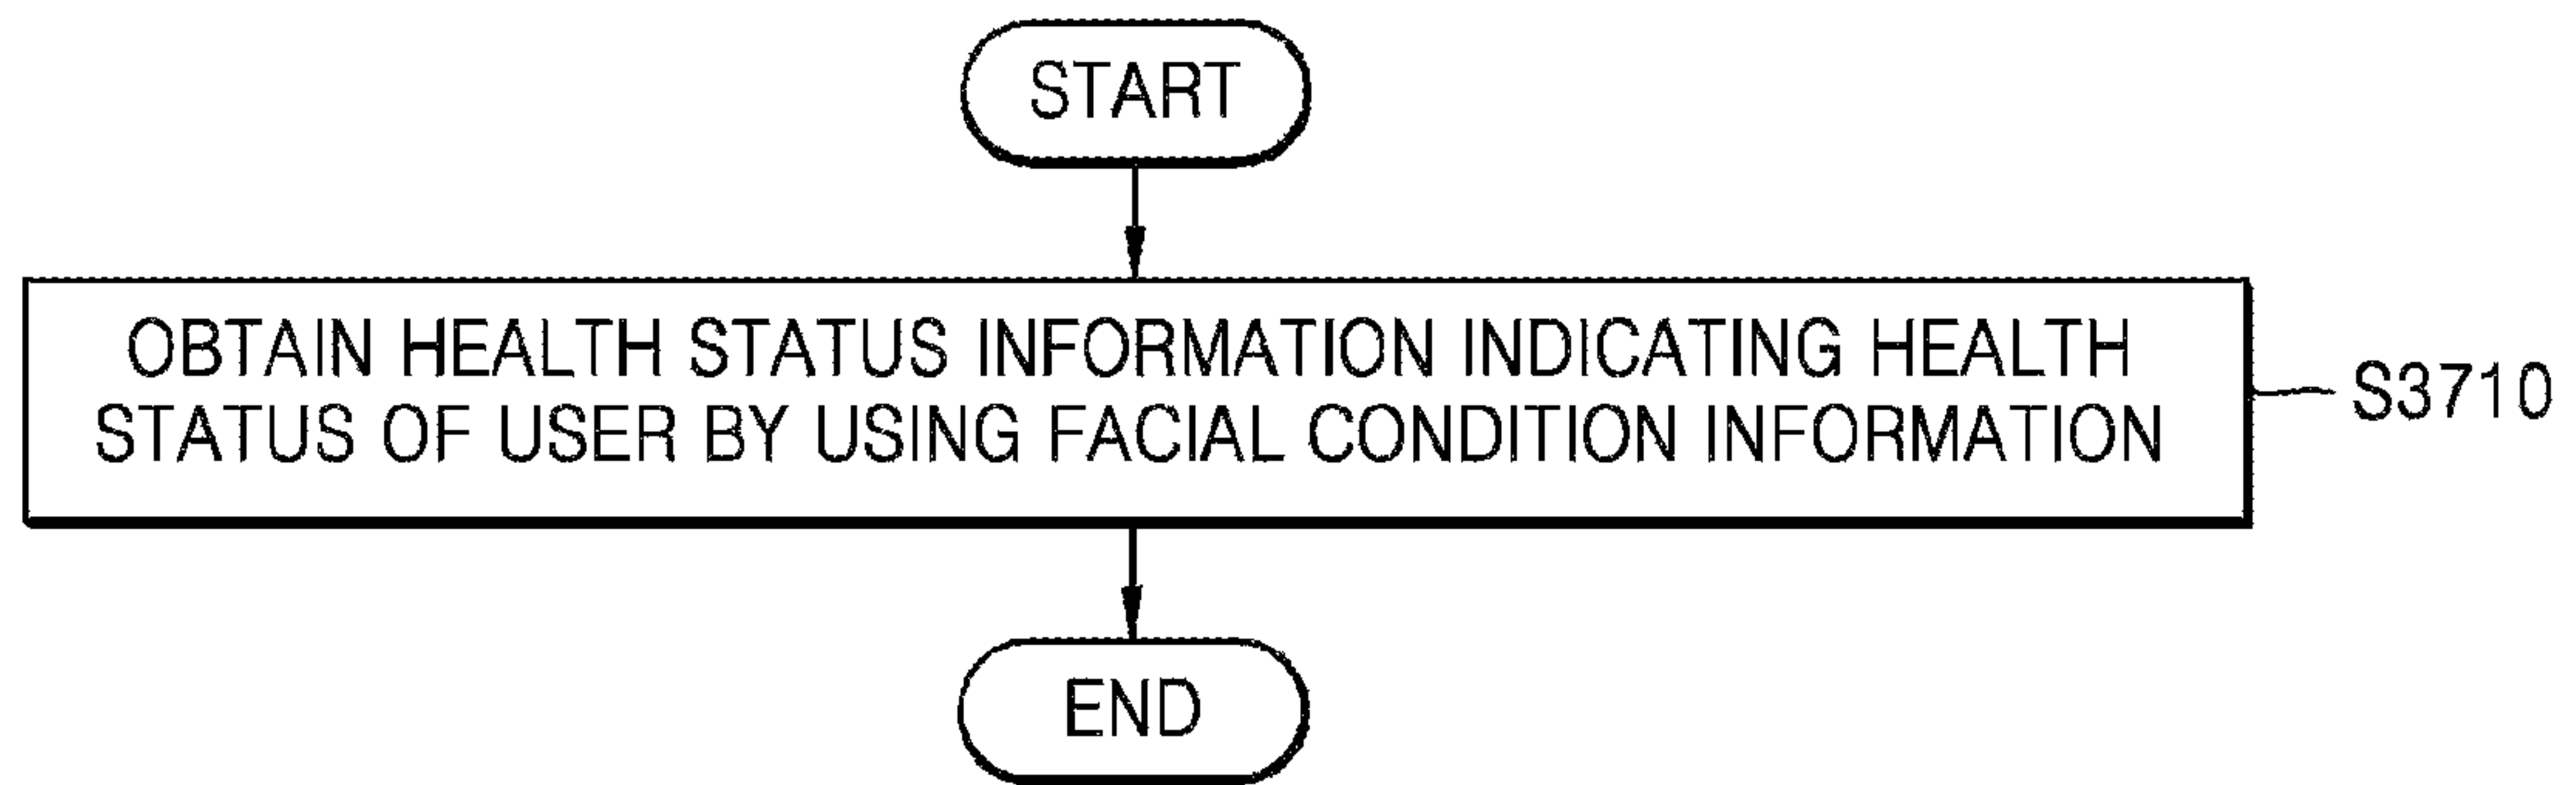 START
OBTAIN HEALTH STATUS INFORMATION INDICATING HEALTH
STATUS OF USER BY USING FACIAL CONDITION INFORMATION
S3710
END